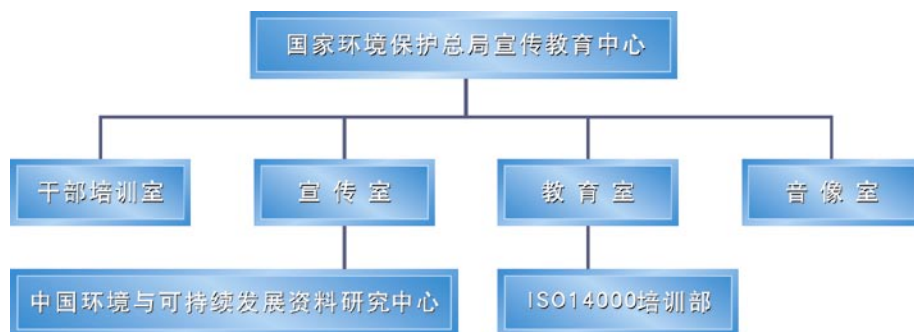 国家环境保护总局宣传教育中心
干部培训室
宣传室
教育室
音像室
中国环境与可持续发展资料研究中心
ISO14000培训部